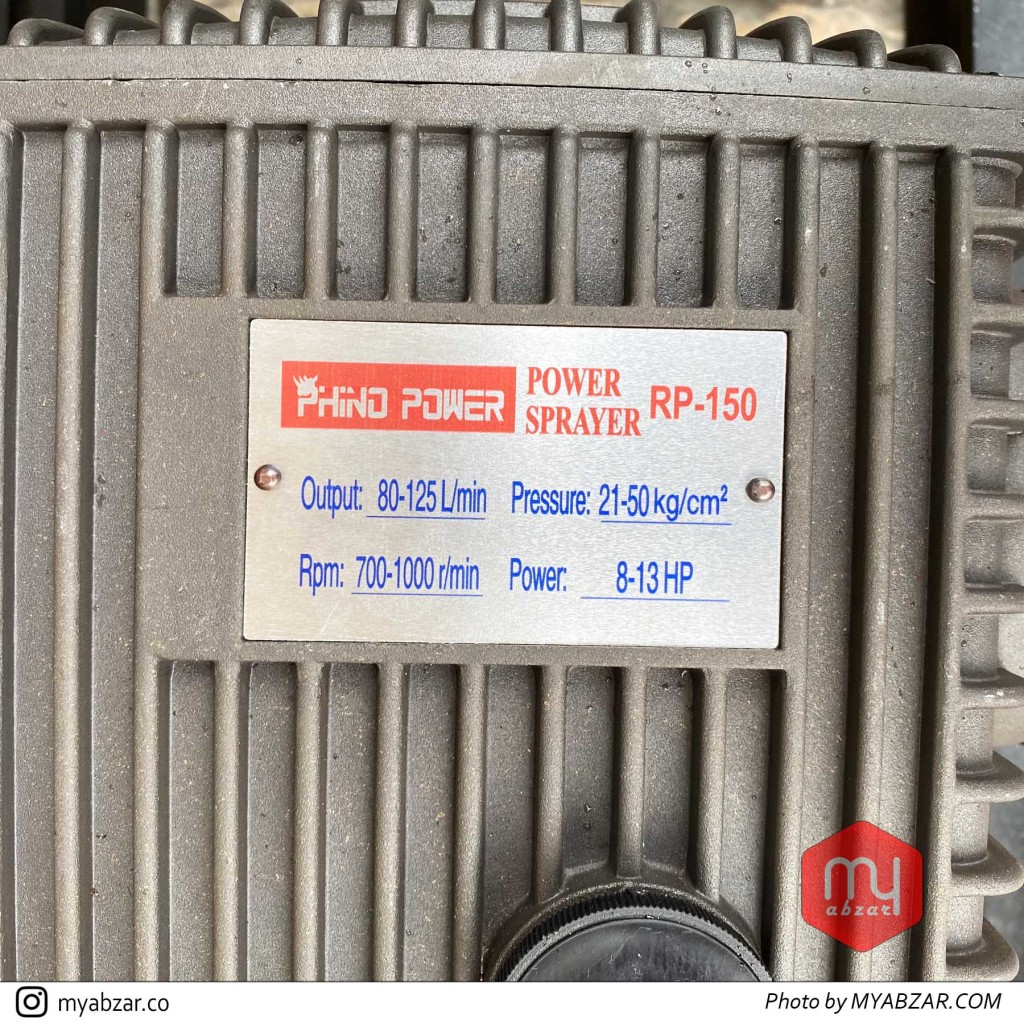 PHINO POWER
POWER SPRAYER
RP-150
Output: 80-125 L/min Pressure: 21-50 kg/cm²
Rpm: 700-1000 r/min Power: 8-13 HP
my
abzar
myabzar.co
Photo by MYABZAR.COM